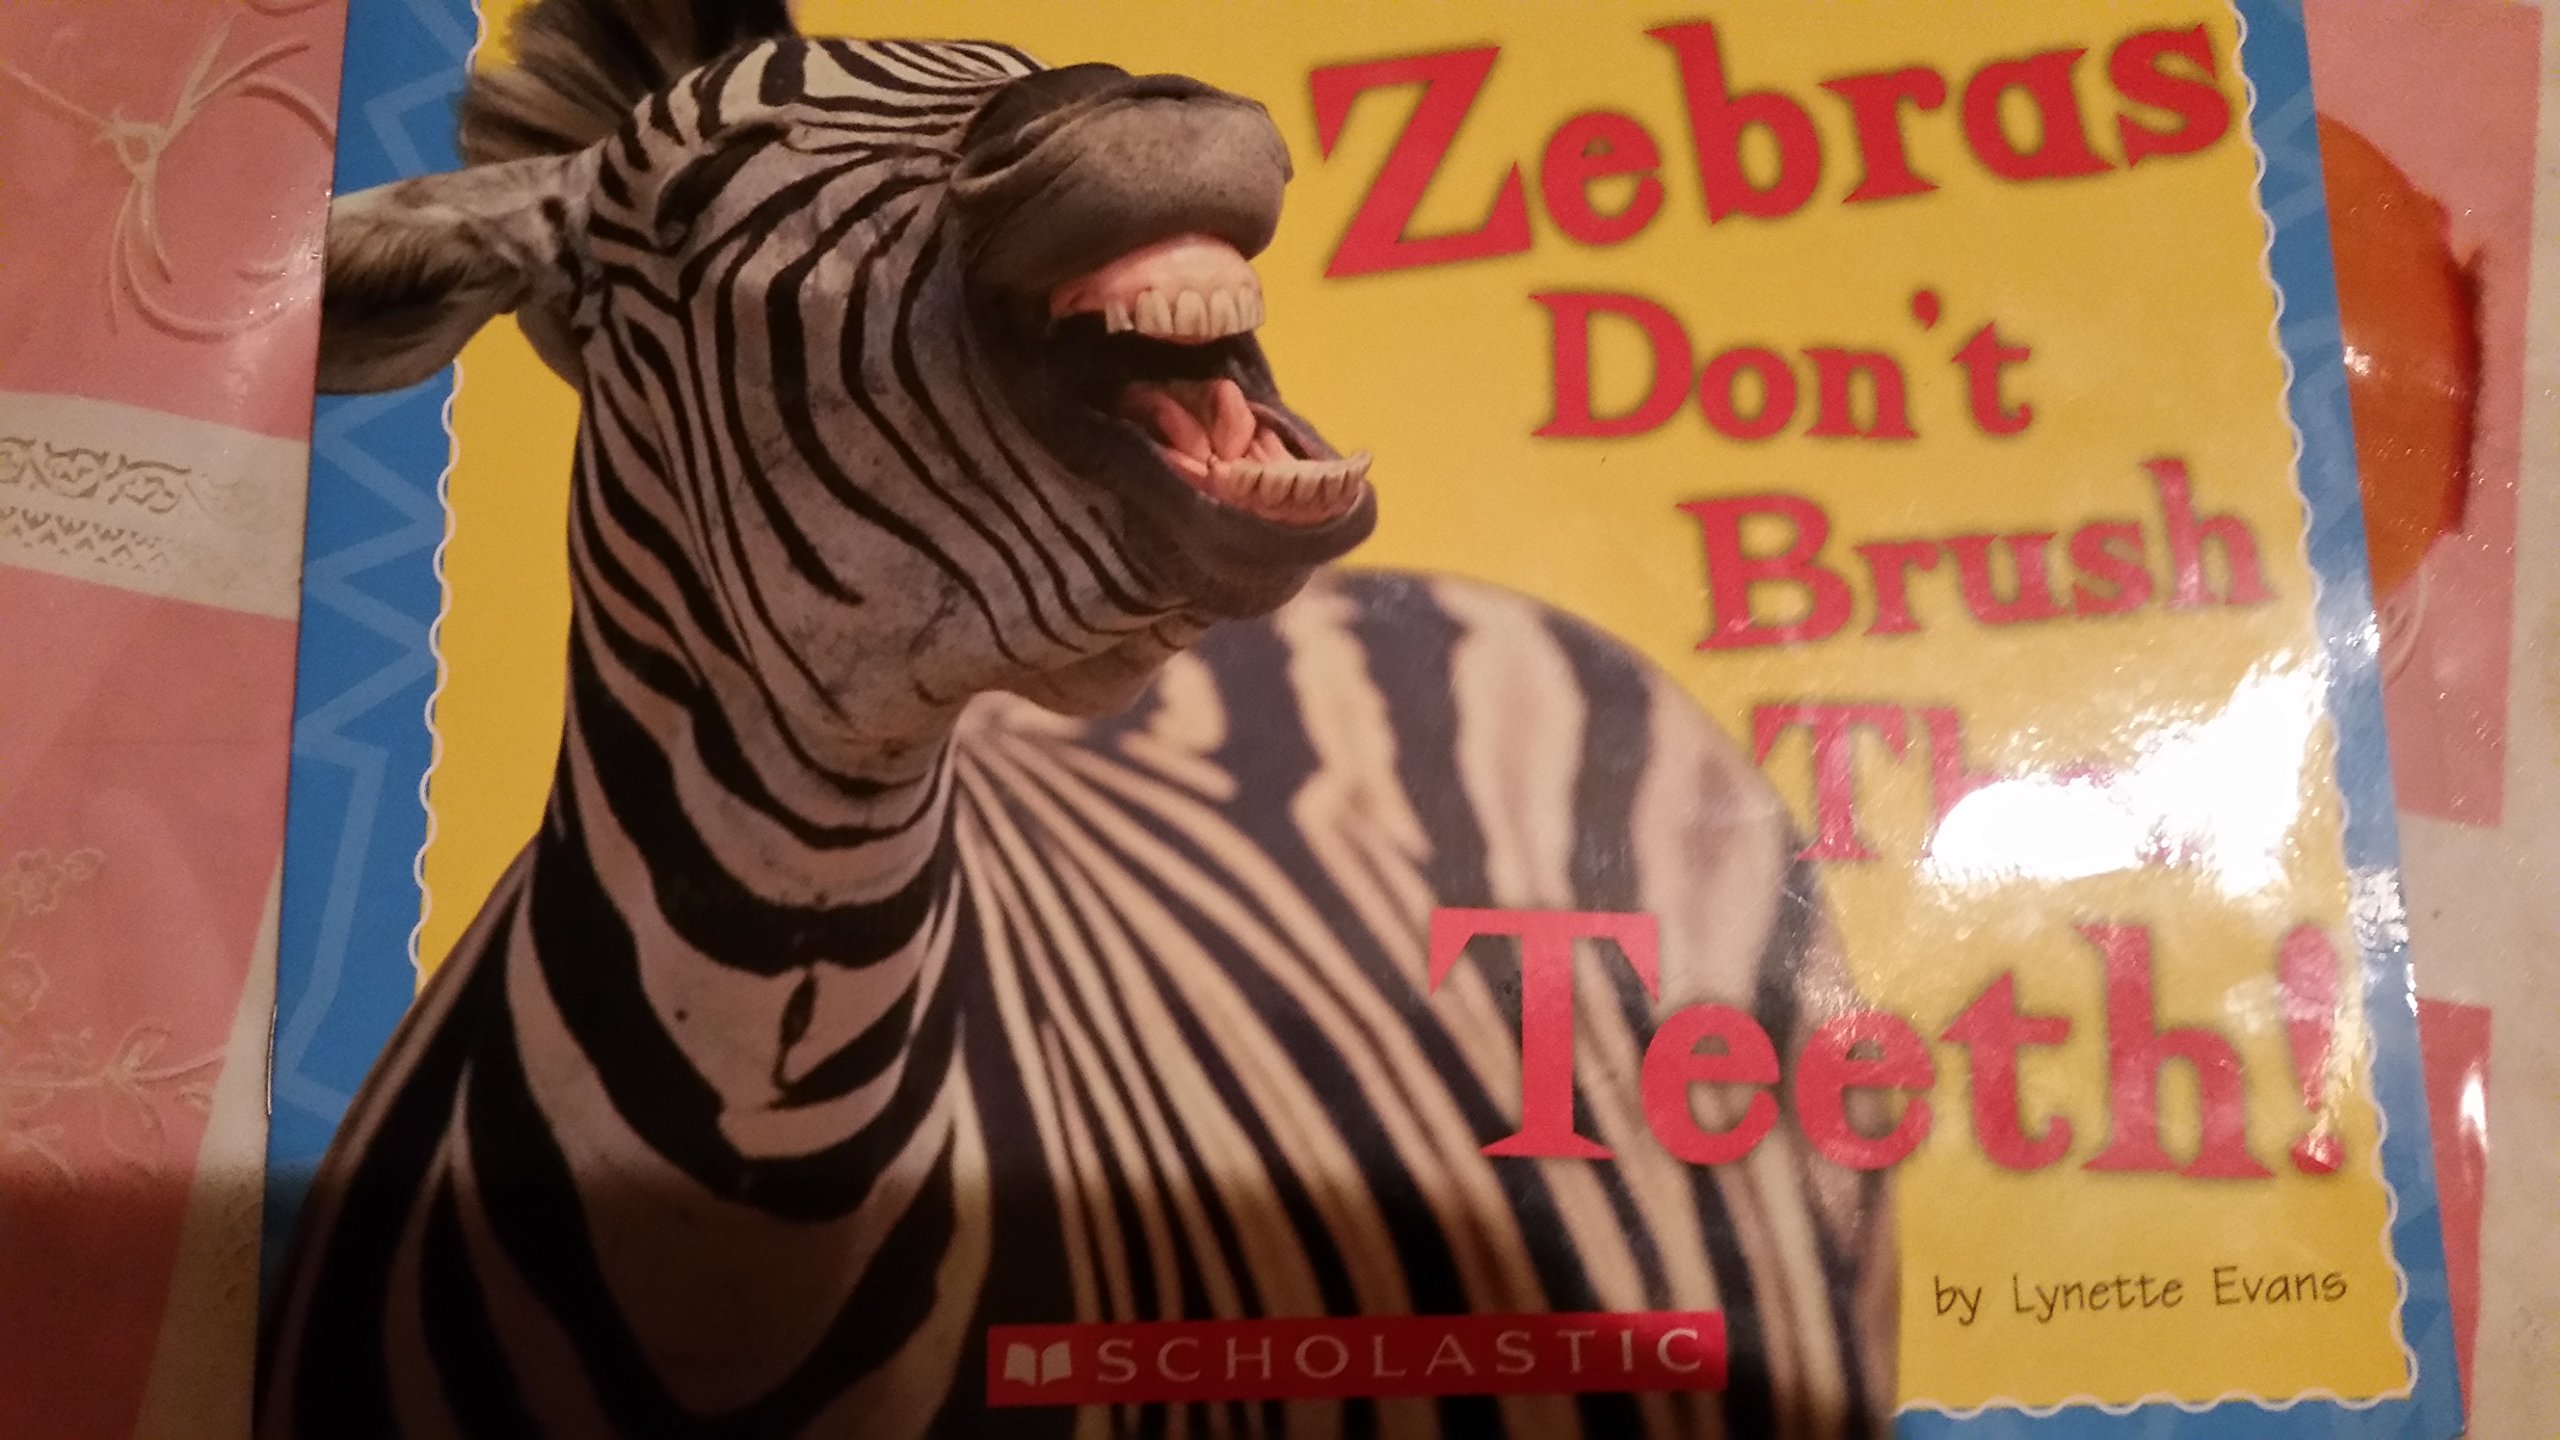 Zebras
Don't
Brush
Teeth!
by Lynette Evans
SCHOLASTIC